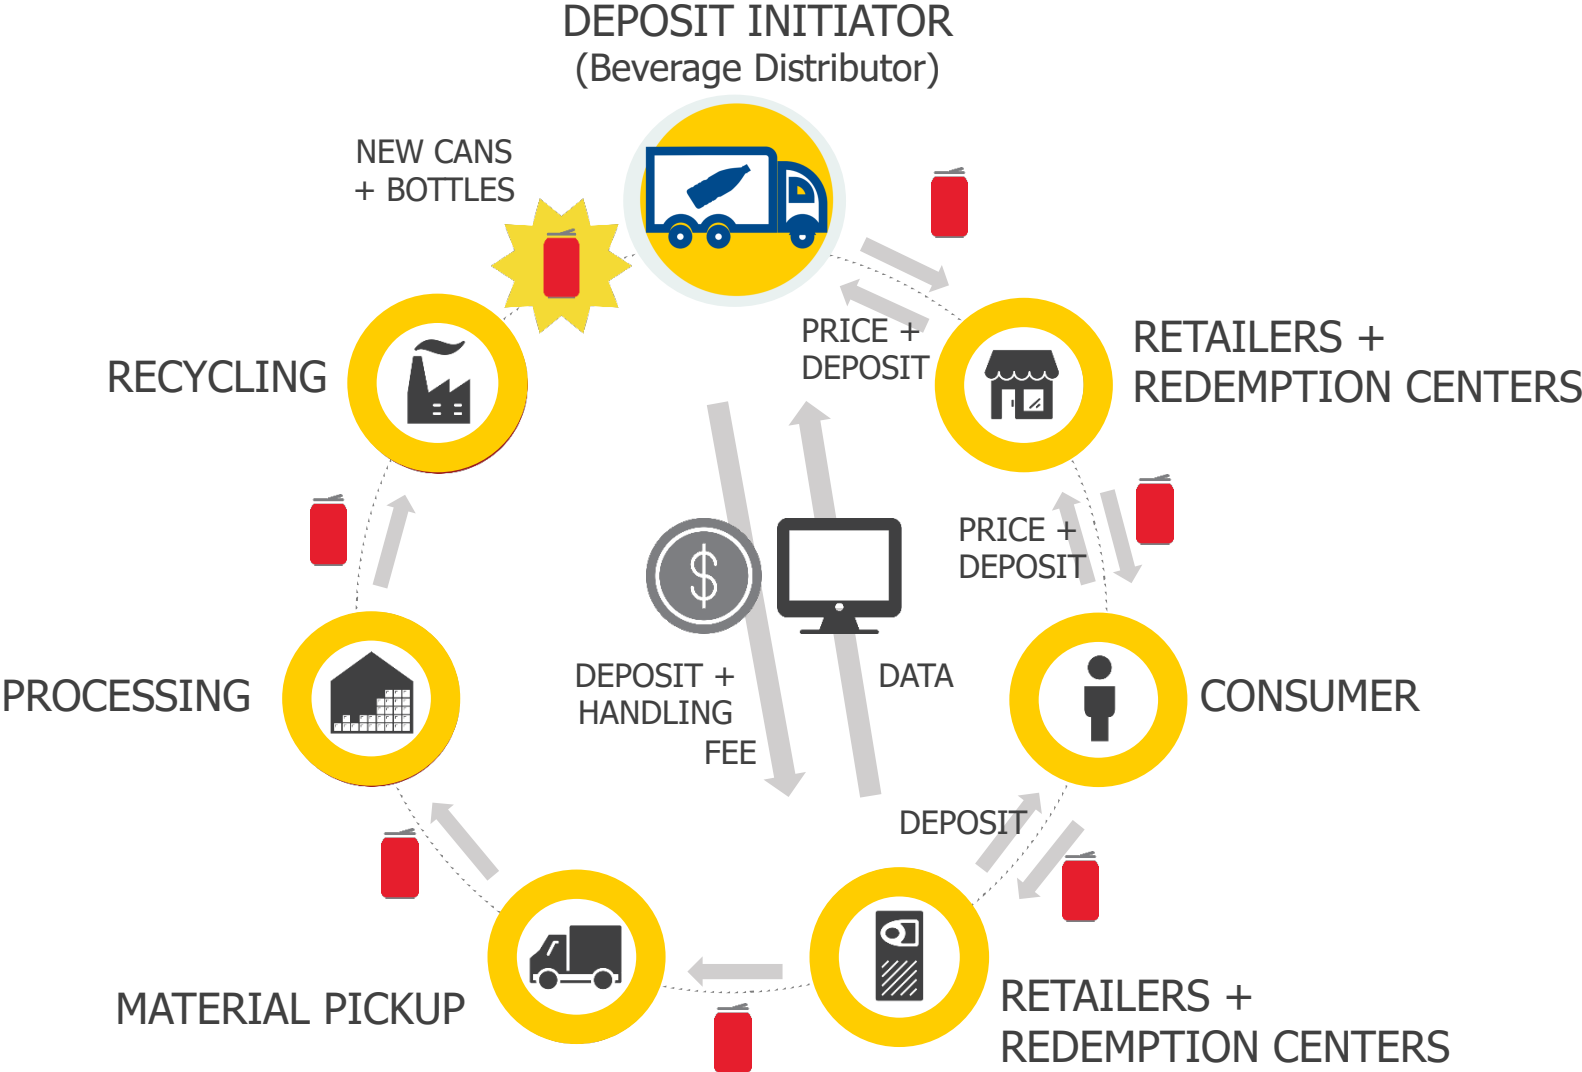 DEPOSIT INITIATOR
(Beverage Distributor)
NEW CANS
+ BOTTLES
PRICE +
DEPOSIT
RETAILERS +
REDEMPTION CENTERS
RECYCLING
PRICE +
DEPOSIT
$
DEPOSIT +
HANDLING
FEE
DATA
CONSUMER
PROCESSING
DEPOSIT
MATERIAL PICKUP
RETAILERS +
REDEMPTION CENTERS